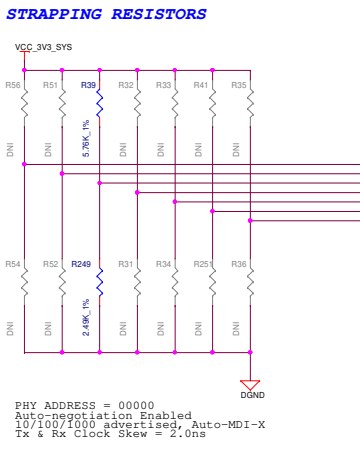 STRAPPING RESISTORS
VCC_3V3_SYS
R56 R51 R39 R32 R33 R41 R35
DNI DNI 5.76K_1% DNI DNI DNI DNI
R54 R52 R249 R31 R34 R251 R36
DNI DNI 2.49K_1% DNI DNI DNI DNI
DGND
PHY ADDRESS = 00000
Auto-negotiation Enabled
10/100/1000 advertised, Auto-MDI-X
Tx & Rx Clock Skew = 2.0ns